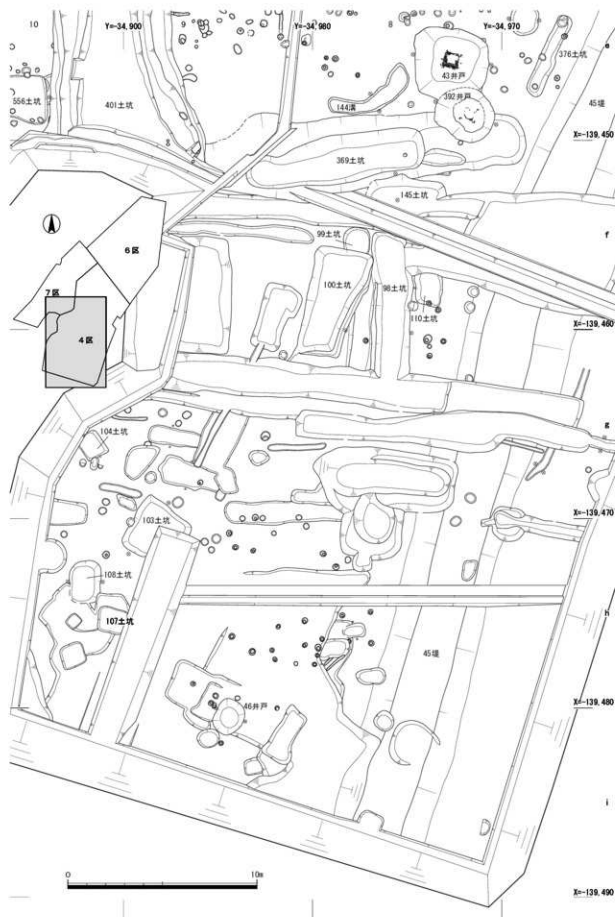 10
Y=-34,900
9
Y=-34,980
8
Y=-34,970
e
376土坑
43井戸
392井戸
45堤
556土坑
401土坑
144溝
X=-139,450
369土坑
145土坑
f
99土坑
6区
100土坑
98土坑
7区
110土坑
X=-139,460
4区
g
104土坑
X=-139,470
103土坑
108土坑
h
107土坑
45堤
46井戸
X=-139,480
i
0
10m
X=-139,490